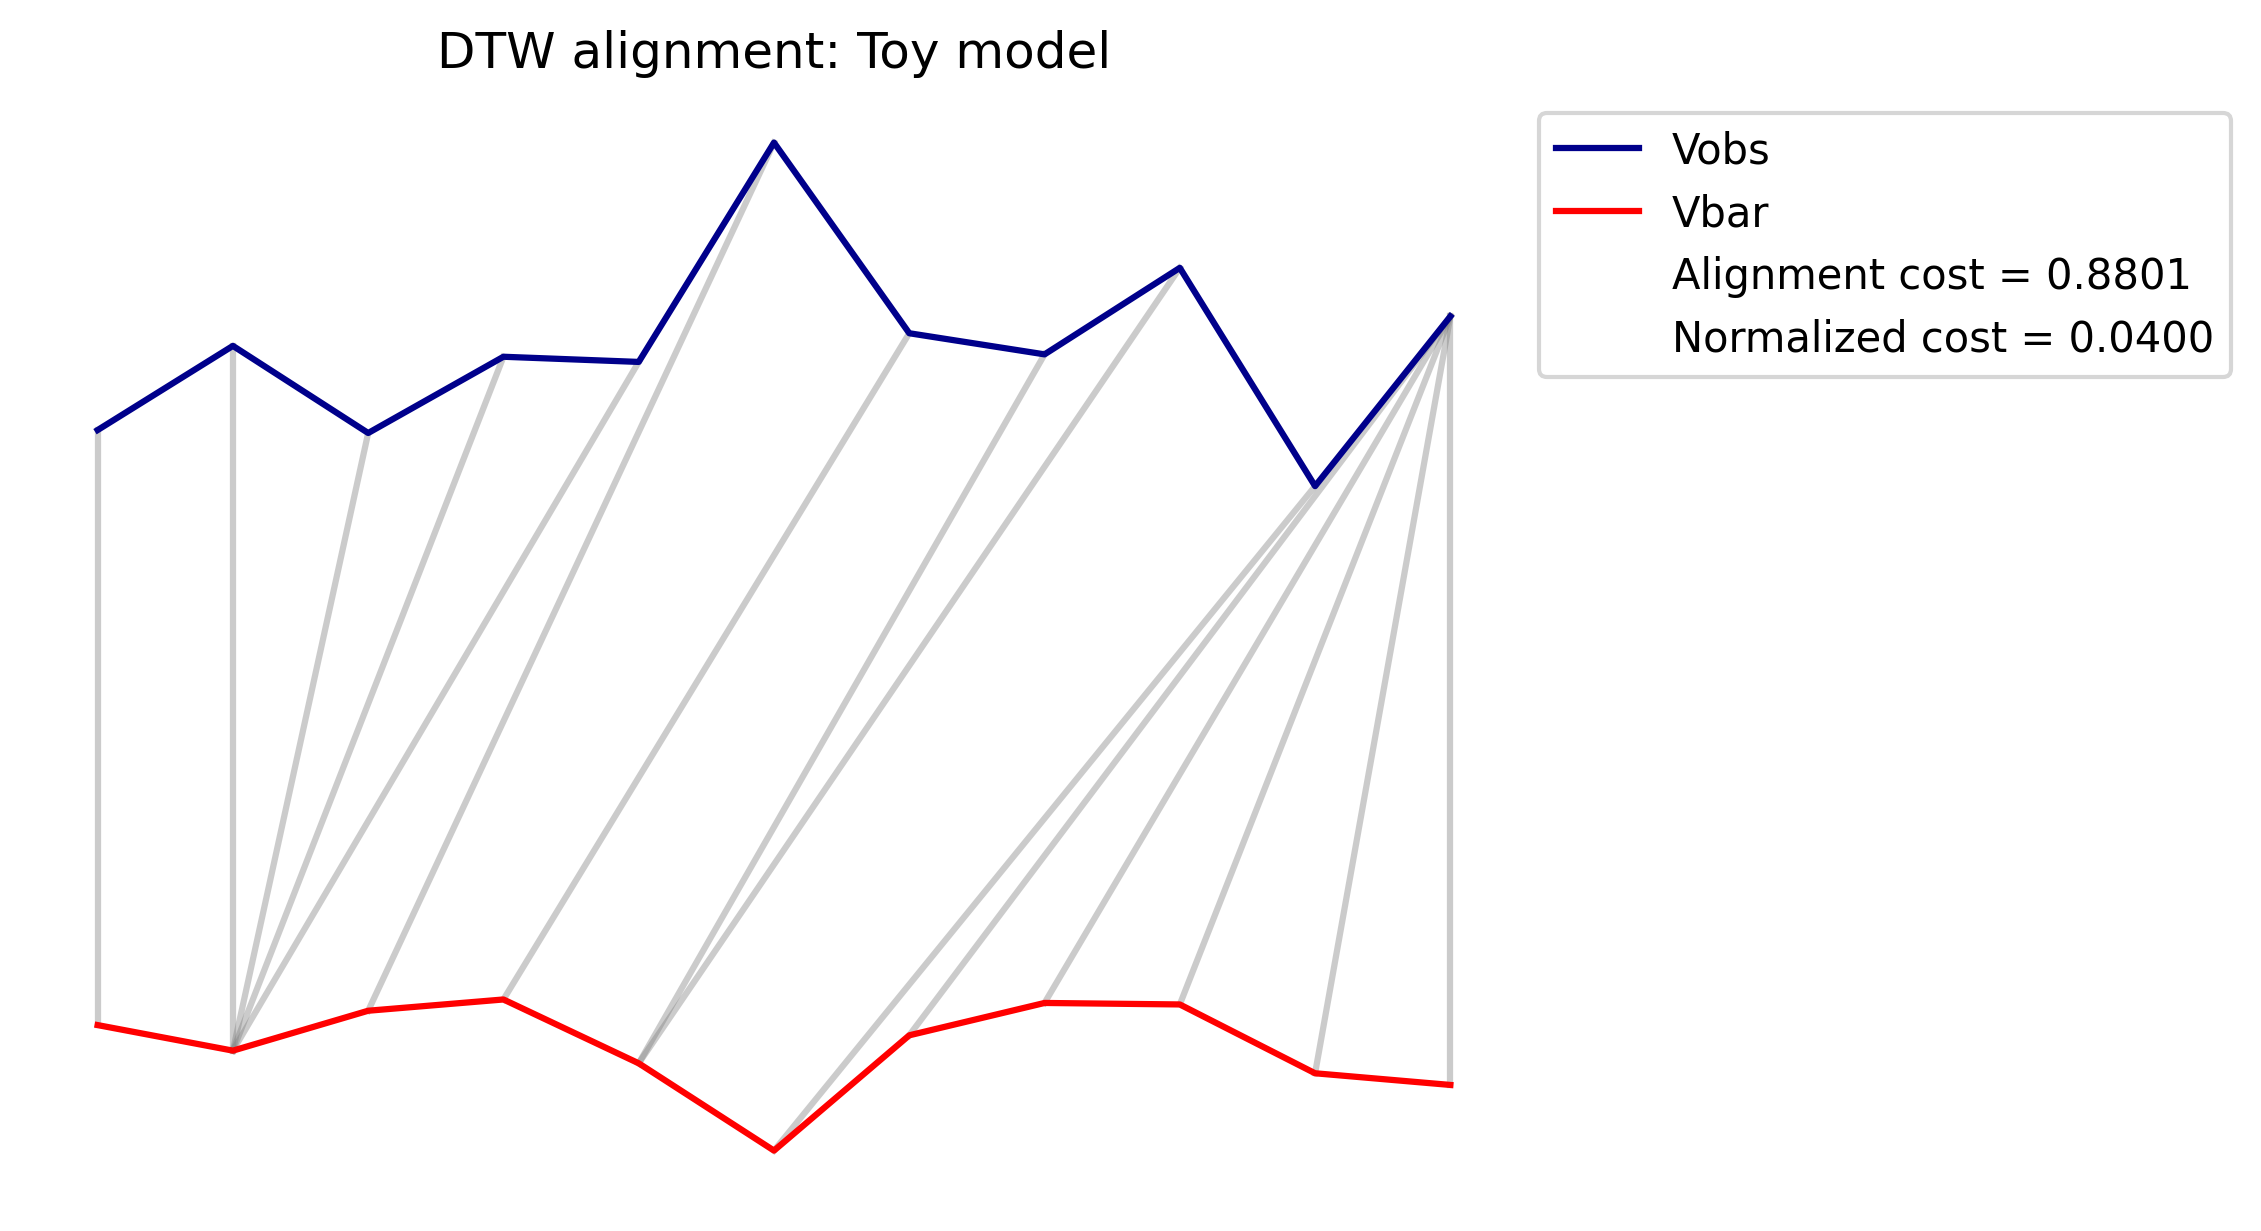 DTW alignment: Toy model
Vobs
Vbar
Alignment cost = 0.8801
Normalized cost = 0.0400